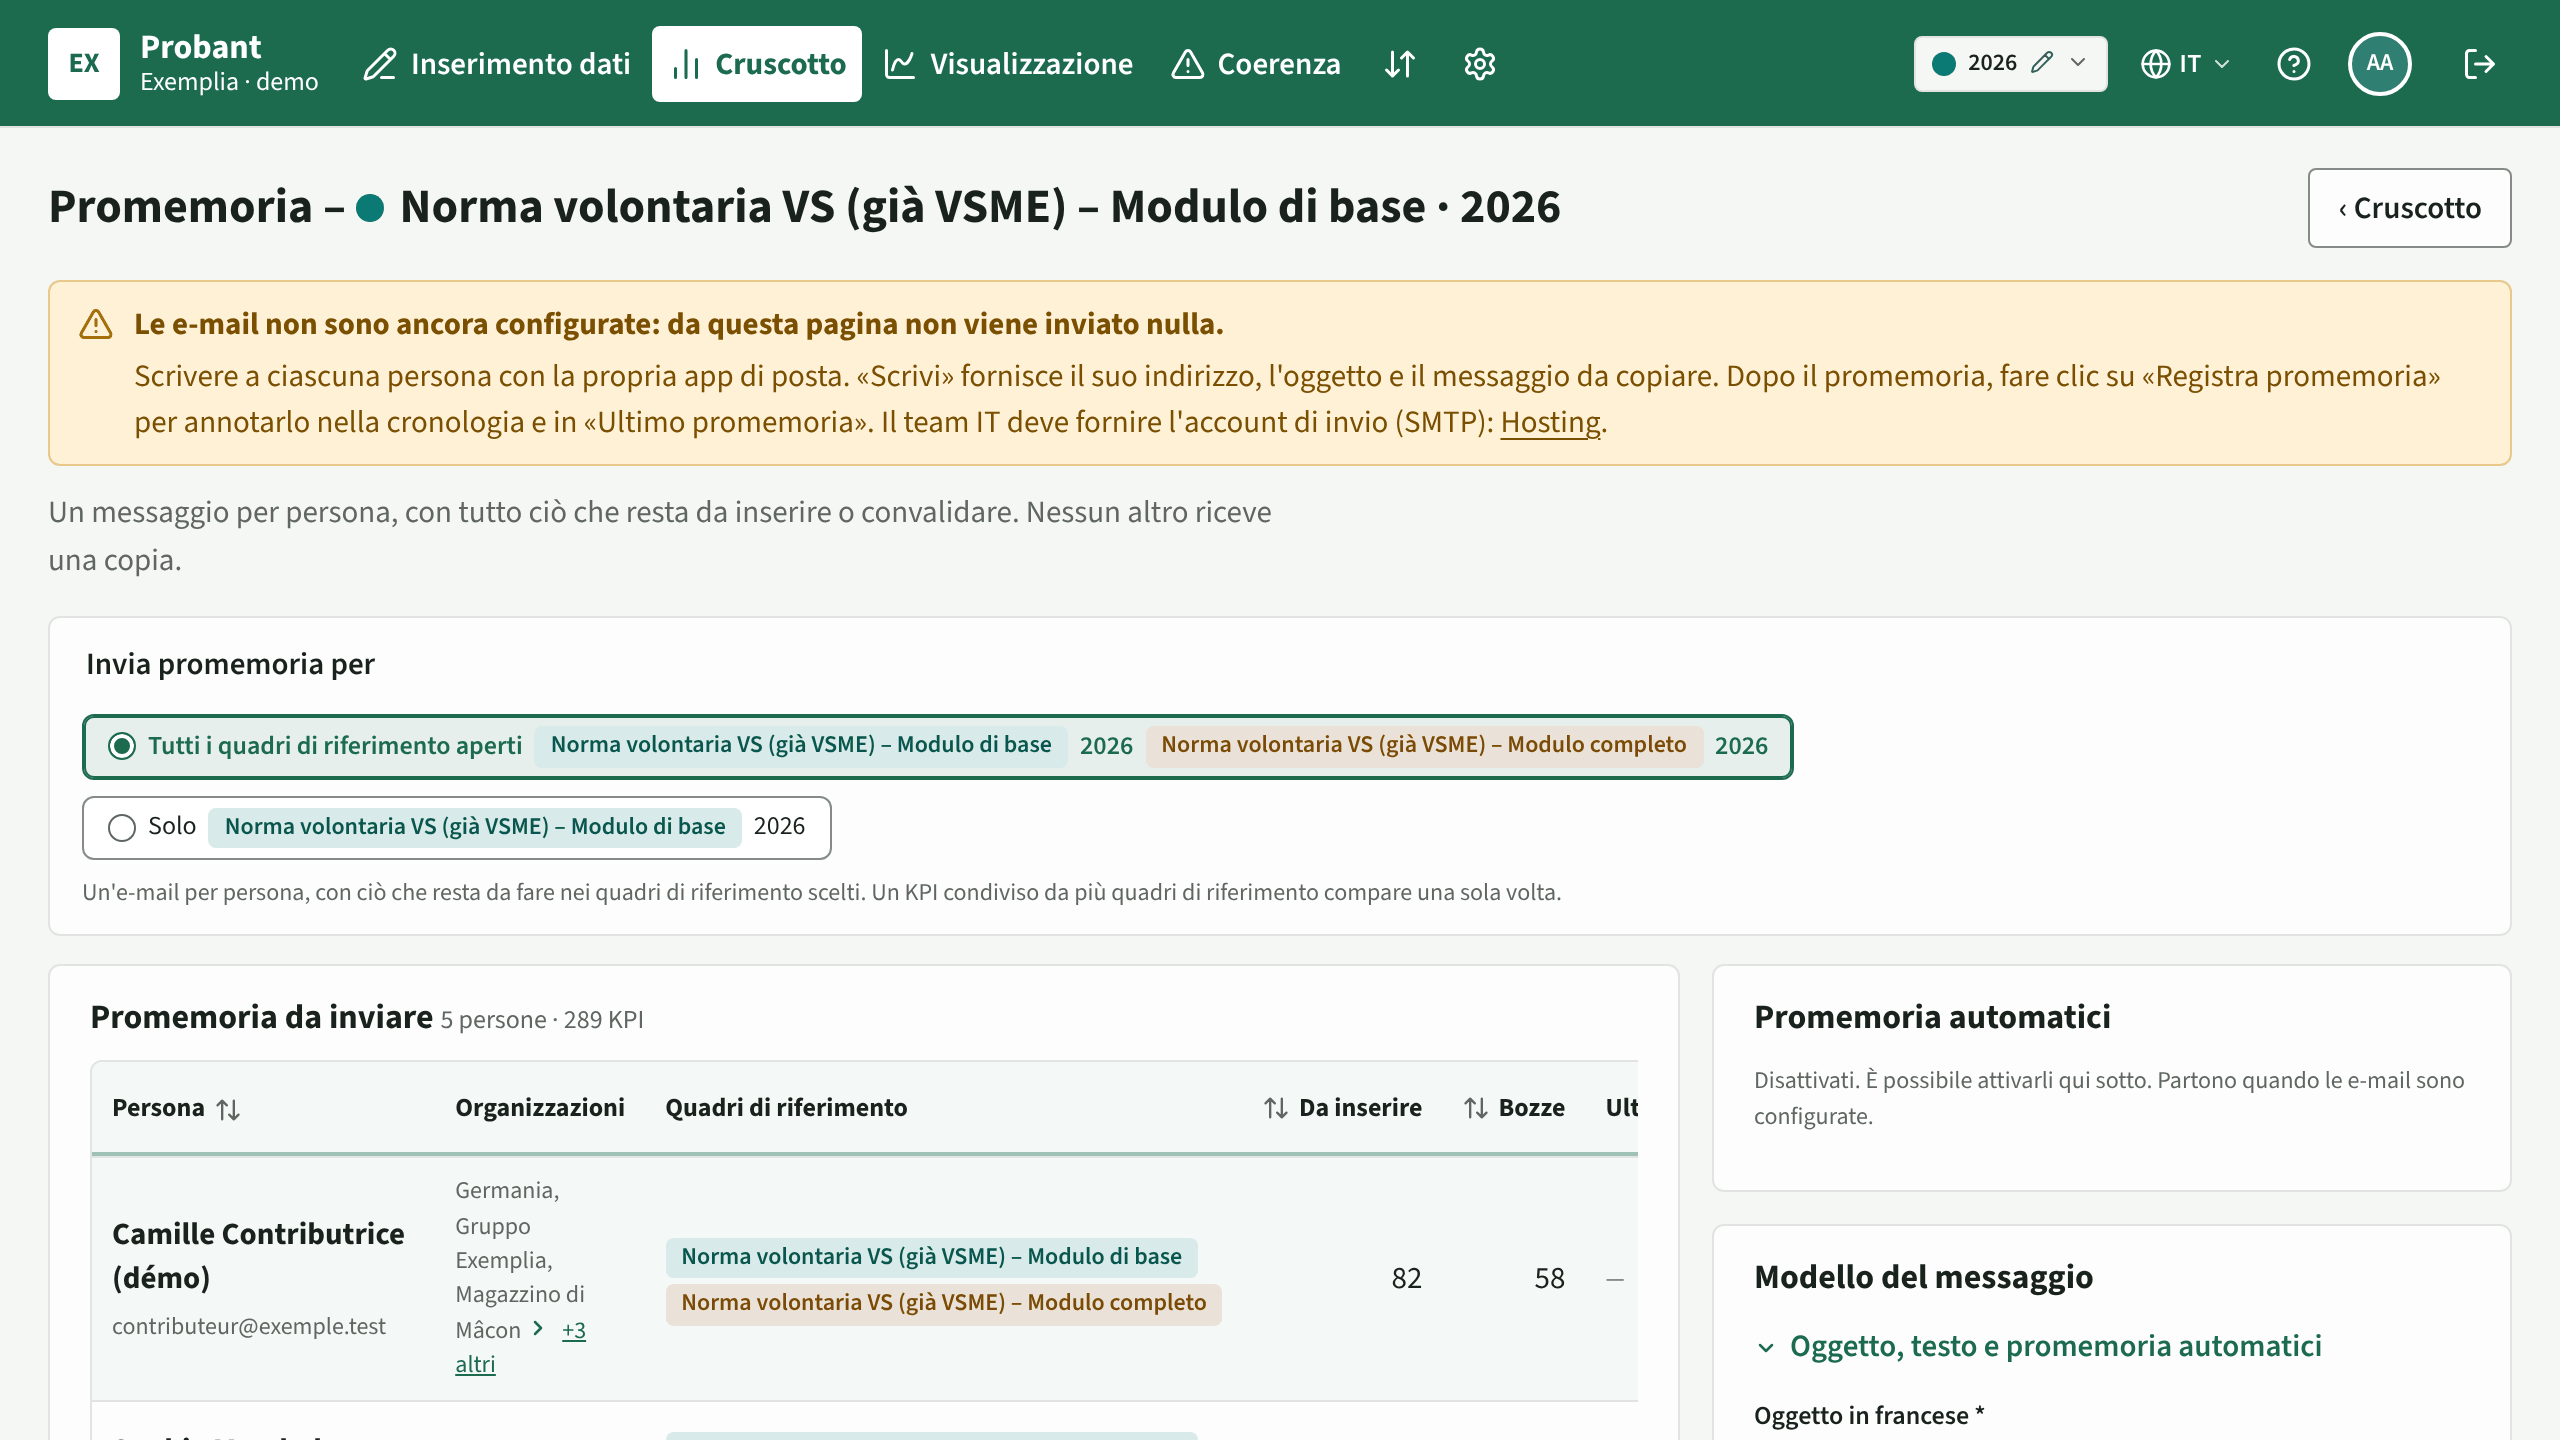 EX
Probant
Exemplia · demo
Inserimento dati
Cruscotto
Visualizzazione
Coerenza
2026
IT
AA
Promemoria – Norma volontaria VS (già VSME) – Modulo di base · 2026
‹ Cruscotto
Le e-mail non sono ancora configurate: da questa pagina non viene inviato nulla.
Scrivere a ciascuna persona con la propria app di posta. «Scrivi» fornisce il suo indirizzo, l'oggetto e il messaggio da copiare. Dopo il promemoria, fare clic su «Registra promemoria»
per annotarlo nella cronologia e in «Ultimo promemoria». Il team IT deve fornire l'account di invio (SMTP): Hosting.
Un messaggio per persona, con tutto ciò che resta da inserire o convalidare. Nessun altro riceve
una copia.
Invia promemoria per
Tutti i quadri di riferimento aperti Norma volontaria VS (già VSME) – Modulo di base 2026 Norma volontaria VS (già VSME) – Modulo completo 2026
Solo Norma volontaria VS (già VSME) – Modulo di base 2026
Un'e-mail per persona, con ciò che resta da fare nei quadri di riferimento scelti. Un KPI condiviso da più quadri di riferimento compare una sola volta.
Promemoria da inviare 5 persone · 289 KPI
Persona Organizzazioni Quadri di riferimento Da inserire Bozze Ult
Camille Contributrice
(démo)
contributeur@exemple.test
Germania,
Gruppo
Exemplia,
Magazzino di
Mâcon +3
altri
Norma volontaria VS (già VSME) – Modulo di base
Norma volontaria VS (già VSME) – Modulo completo
82
58
–
Promemoria automatici
Disattivati. È possibile attivarli qui sotto. Partono quando le e-mail sono
configurate.
Modello del messaggio
Oggetto, testo e promemoria automatici
Oggetto in francese *